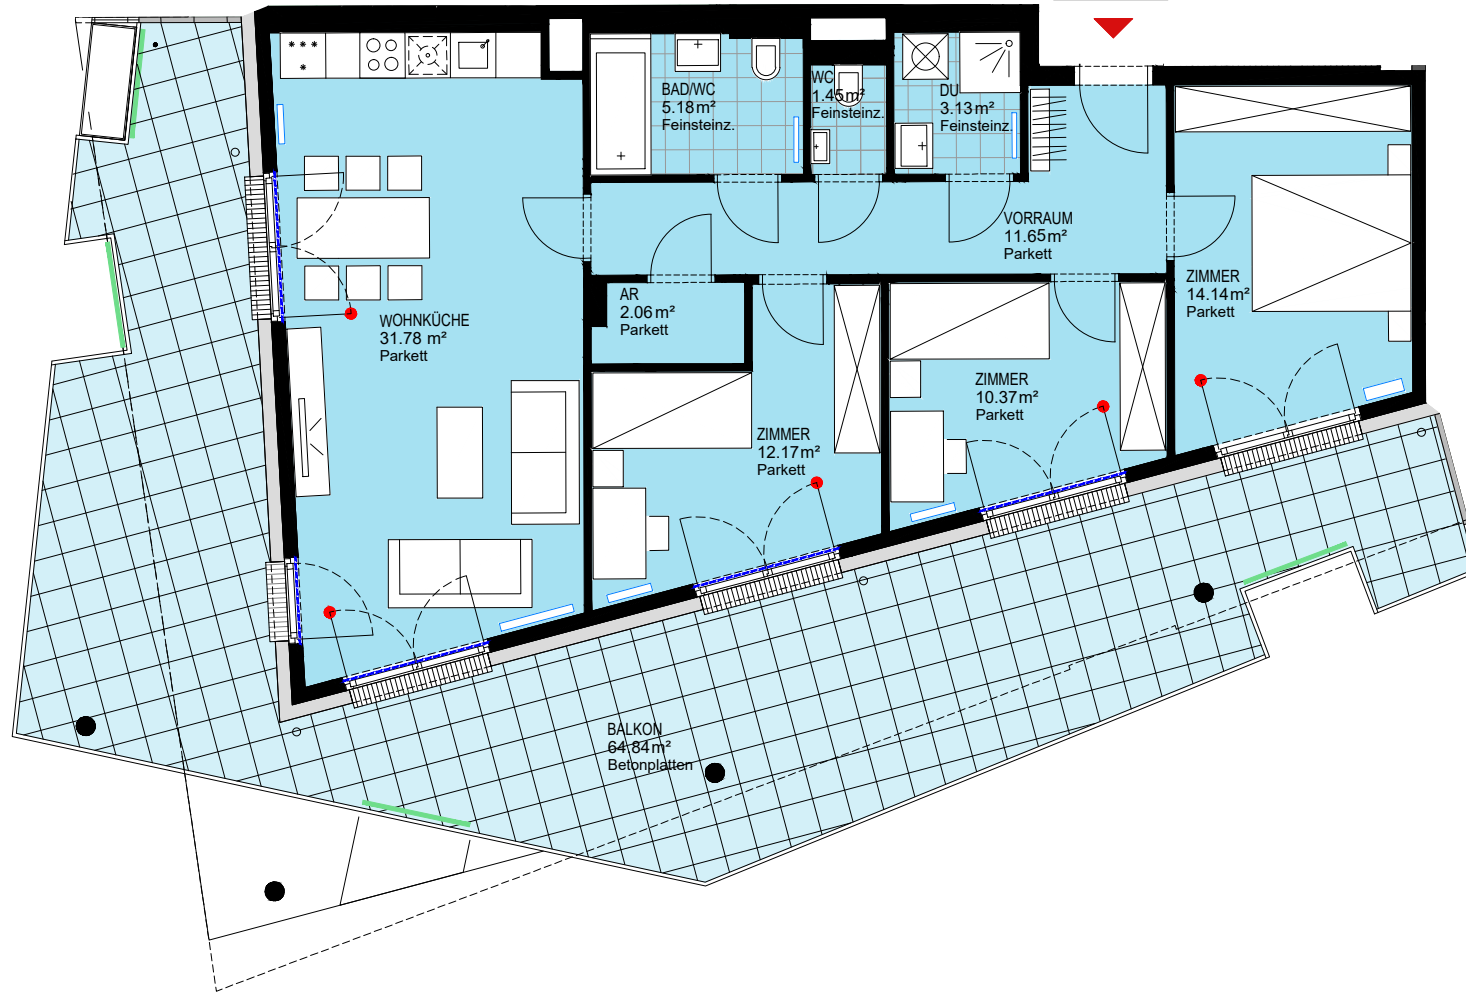 BAD/WC
5.18m²
Feinsteinz.
WC
1.45m²
Feinsteinz.
DU
3.13m²
Feinsteinz.
VORRAUM
11.65m²
Parkett
ZIMMER
14.14m²
Parkett
AR
2.06m²
Parkett
WOHNKÜCHE
31.78 m²
Parkett
ZIMMER
10.37m²
Parkett
ZIMMER
12.17m²
Parkett
BALKON
64.84m²
Betonplatten